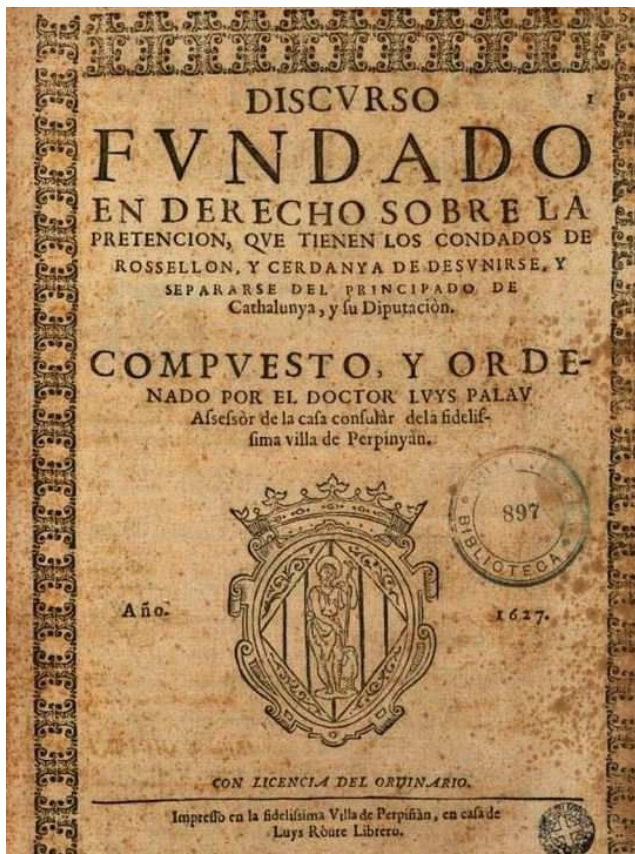 1
DISCVRSO
FVNDADO
EN DERECHO SOBRE LA
PRETENCION, QVE TIENEN LOS CONDADOS DE
ROSSELLON, Y CERDANYA DE DESVNIRSE, Y
SEPARARSE DEL PRINCIPADO DE
Cathalunya, y ſu Diputaciòn.
COMPVESTO, Y ORDE-
NADO POR EL DOCTOR LVYS PALAV
Aſſeſsòr de la caſa conſulàr dela fideliſ-
ſima villa de Perpinyàn.
897
BIBLIOTECA
Año.
1627.
CON LICENCIA DEL ORDINARIO.
Impreſſo en la fideliſsima Villa de Perpiñàn, en caſa de
Luys Ròure Librero.